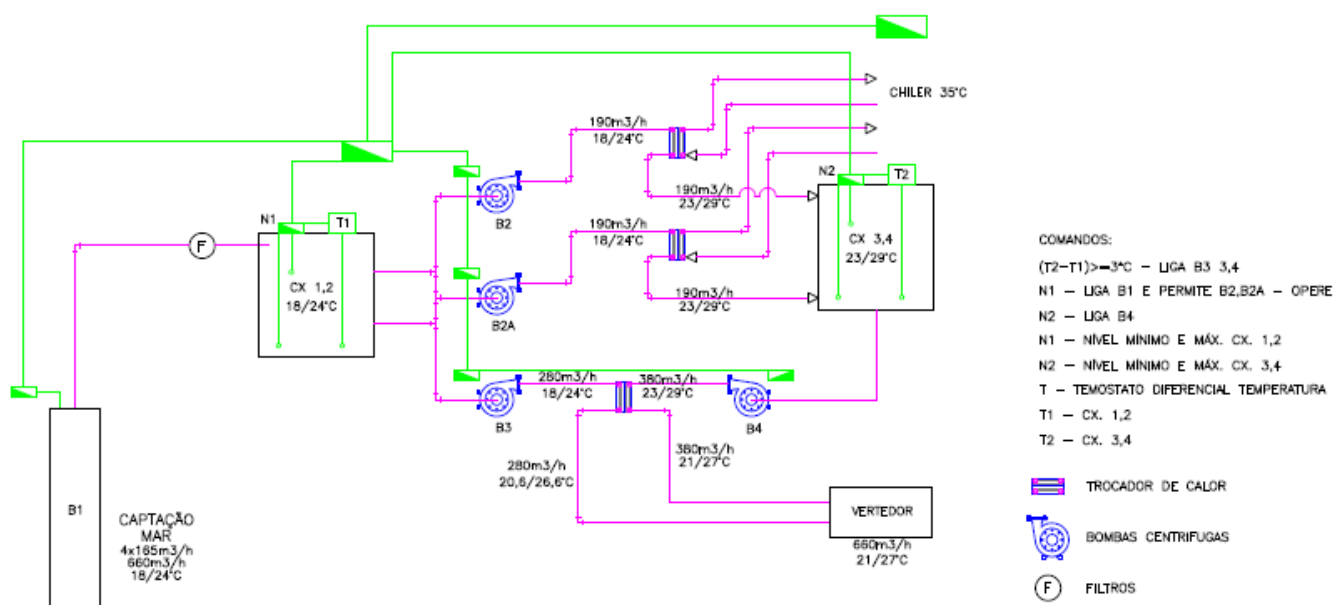 CHILER 35°C
190m3/h
18/24°C
N2
T2
190m3/h
23/29°C
B2
N1
T1
190m3/h
18/24°C
CX 3,4
23/29°C
F
CX 1,2
18/24°C
190m3/h
23/29°C
B2A
280m3/h
18/24°C
380m3/h
23/29°C
B3
B4
280m3/h
20,6/26,6°C
380m3/h
21/27°C
B1
CAPTAÇÃO
MAR
4x165m3/h
660m3/h
18/24°C
VERTEDOR
660m3/h
21/27°C
COMANDOS:
(T2-T1)>=3°C - LIGA B3 3,4
N1 - LIGA B1 E PERMITE B2,B2A - OPERE
N2 - LIGA B4
N1 - NÍVEL MÍNIMO E MÁX. CX. 1,2
N2 - NÍVEL MÍNIMO E MÁX. CX. 3,4
T - TEMOSTATO DIFERENCIAL TEMPERATURA
T1 - CX. 1,2
T2 - CX. 3,4
TROCADOR DE CALOR
BOMBAS CENTRIFUGAS
F FILTROS